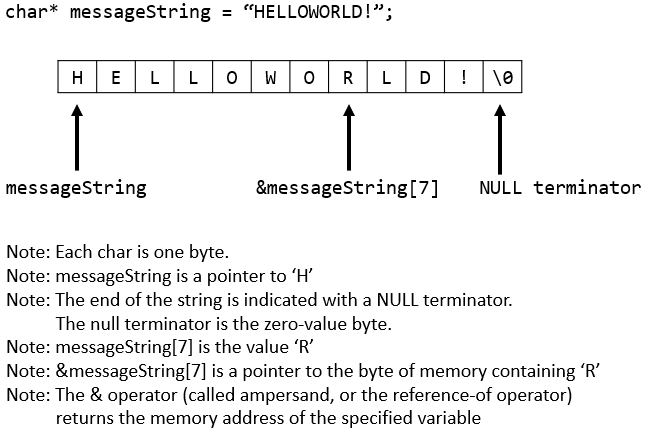 char* messageString = “HELLOWORLD!”;
H E L L O W O R L D ! \0
messageString &messageString[7] NULL terminator
Note: Each char is one byte.
Note: messageString is a pointer to ‘H’
Note: The end of the string is indicated with a NULL terminator.
The null terminator is the zero-value byte.
Note: messageString[7] is the value ‘R’
Note: &messageString[7] is a pointer to the byte of memory containing ‘R’
Note: The & operator (called ampersand, or the reference-of operator)
returns the memory address of the specified variable